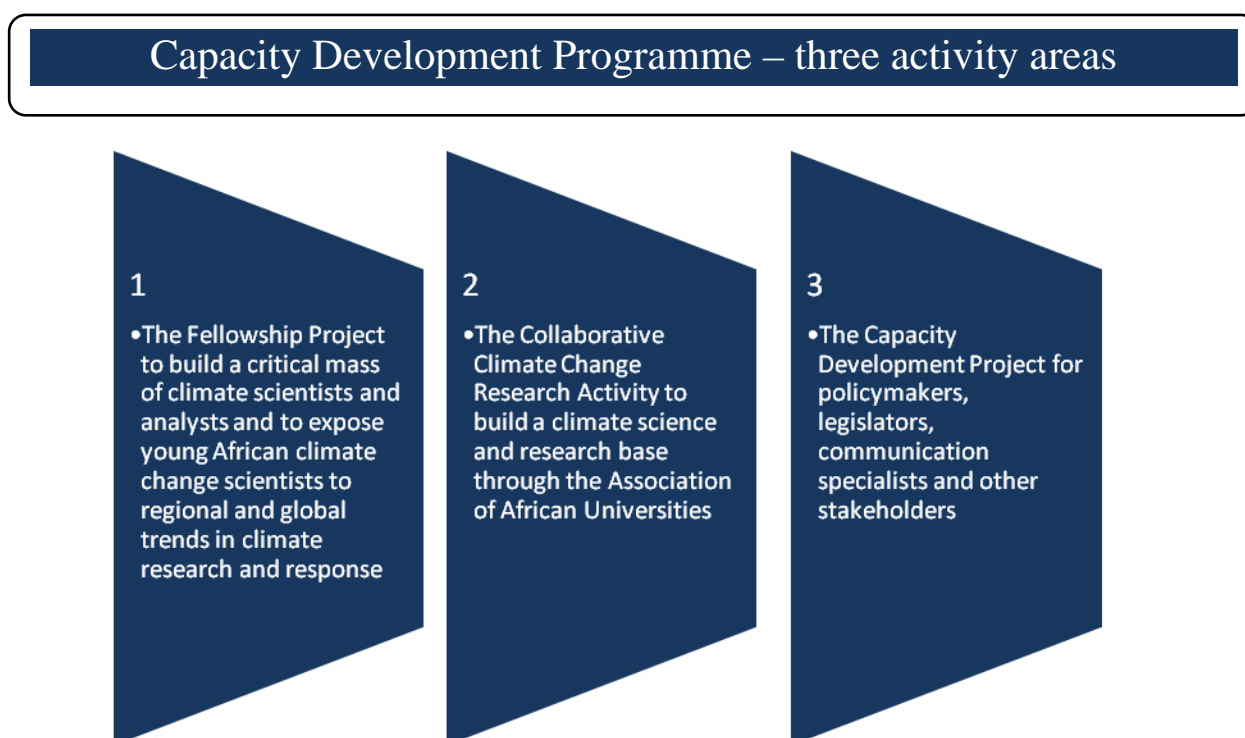 Capacity Development Programme – three activity areas
1
•The Fellowship Project
to build a critical mass
of climate scientists and
analysts and to expose
young African climate
change scientists to
regional and global
trends in climate
research and response
2
•The Collaborative
Climate Change
Research Activity to
build a climate science
and research base
through the Association
of African Universities
3
•The Capacity
Development Project for
policymakers,
legislators,
communication
specialists and other
stakeholders